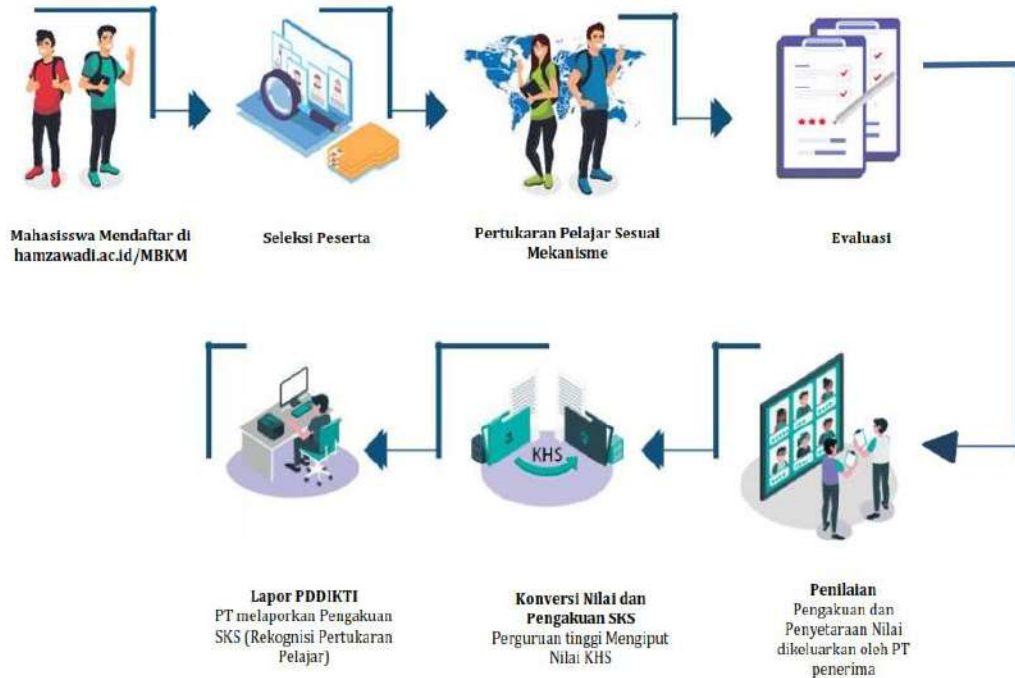 Mahasisswa Mendaftar di
hamzawadi.ac.id/MBKM
Seleksi Peserta
Pertukaran Pelajar Sesuai
Mekanisme
Evaluasi
KHS
Penilaian
Pengakuan dan
Penyetaraan Nilai
dikeluarkan oleh PT
penerima
Konversi Nilai dan
Pengakuan SKS
Perguruan tinggi Mengiput
Nilai KHS
Lapor PDDIKTI
PT melaporkan Pengakuan
SKS (Rekognisi Pertukaran
Pelajar)